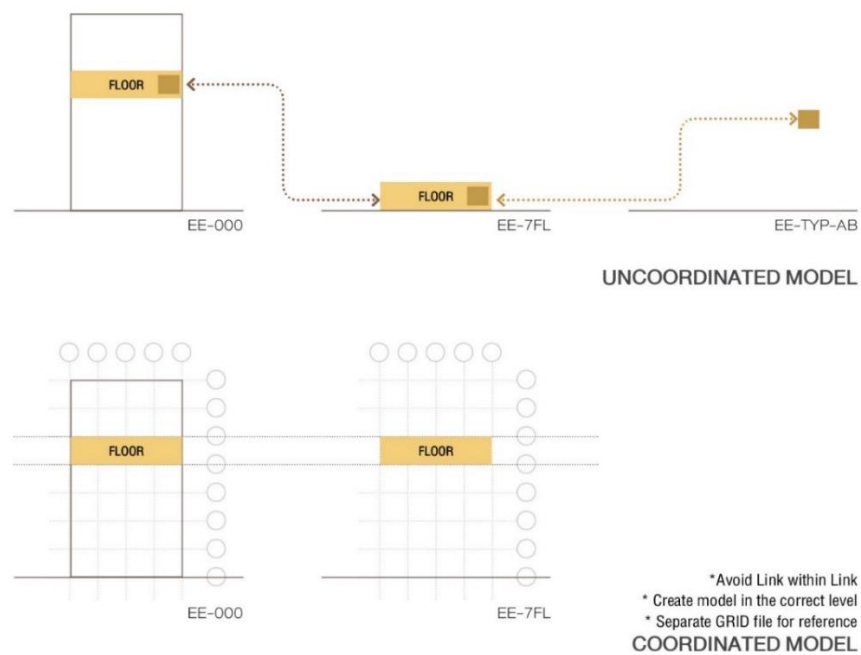 FLOOR
FLOOR
EE-000
EE-7FL
EE-TYP-AB
UNCOORDINATED MODEL
FLOOR
FLOOR
*Avoid Link within Link
* Create model in the correct level
* Separate GRID file for reference
EE-000
EE-7FL
COORDINATED MODEL